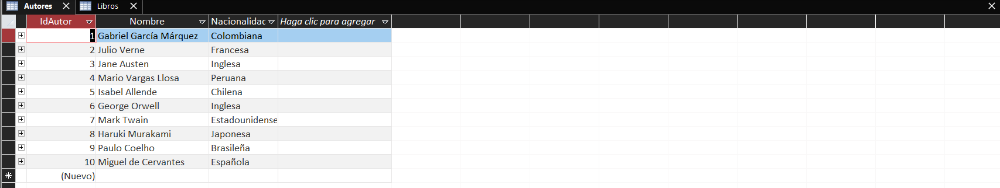 Autores Libros
IdAutor Nombre Nacionalidac Haga clic para agregar
1 Gabriel García Márquez Colombiana
2 Julio Verne Francesa
3 Jane Austen Inglesa
4 Mario Vargas Llosa Peruana
5 Isabel Allende Chilena
6 George Orwell Inglesa
7 Mark Twain Estadounidense
8 Haruki Murakami Japonesa
9 Paulo Coelho Brasileña
10 Miguel de Cervantes Española
(Nuevo)